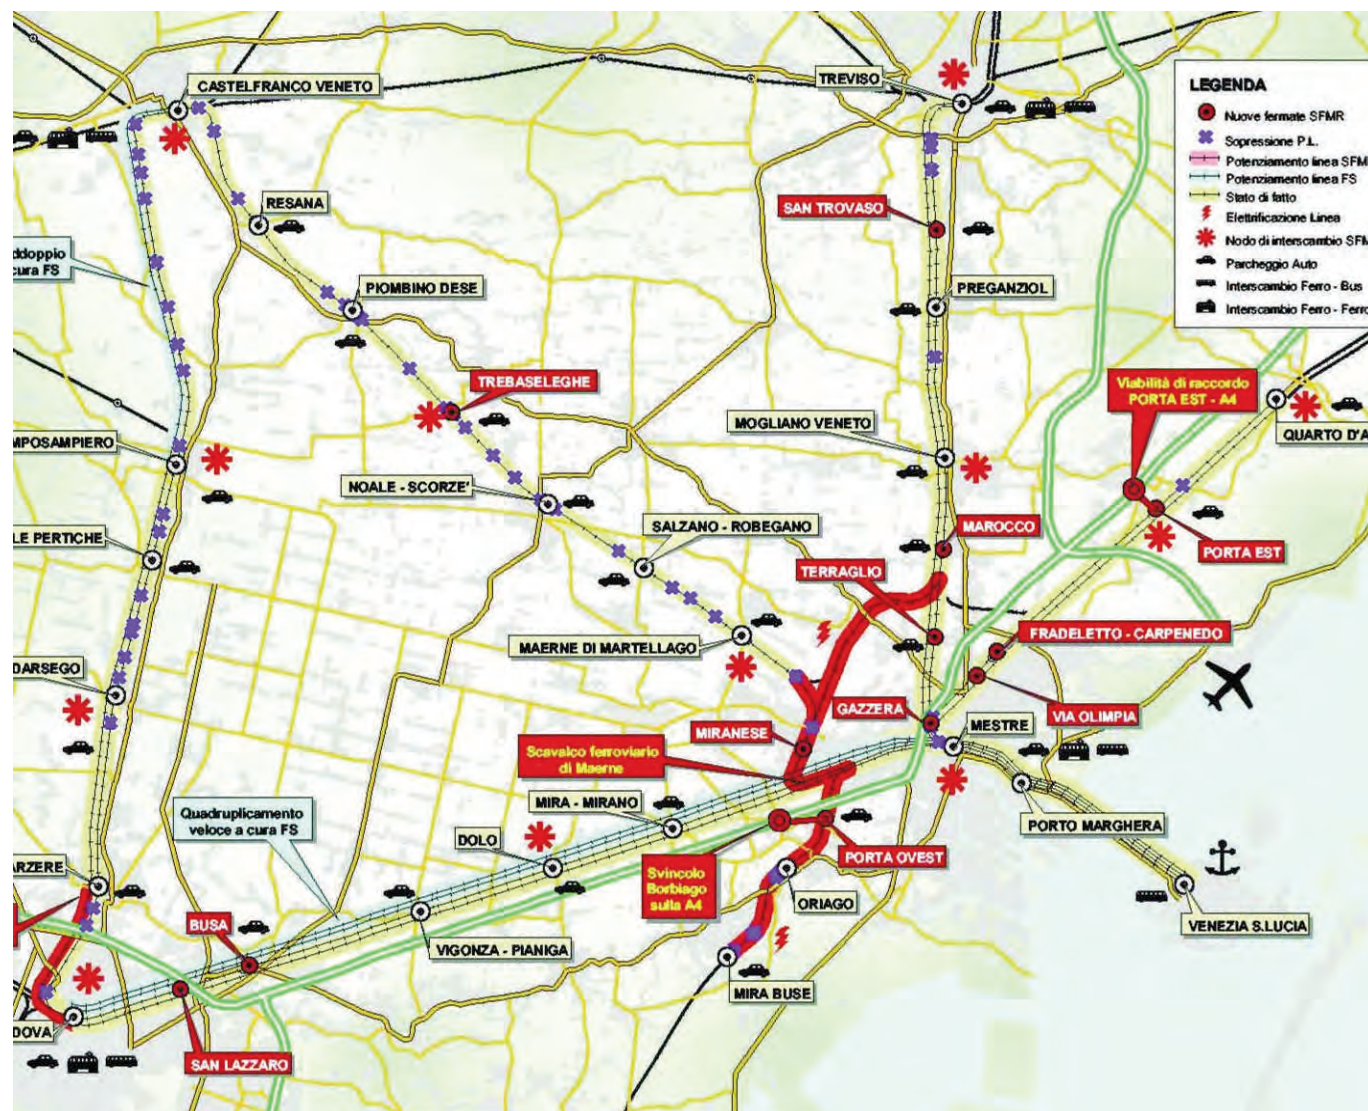 CASTELFRANCO VENETO
TREVISO
LEGENDA
Nuove fermate SFMR
Sopressione P.L.
Potenziamento linea SFM
Potenziamento linea FS
Stato di fatto
Elettrificazione Linea
Nodo di interscambio SFM
Parcheggio Auto
Interscambio Ferro - Bus
Interscambio Ferro - Ferro
RESANA
SAN TROVASO
ddoppio
cura FS
PIOMBINO DESE
PREGANZIOL
TREBASELEGHE
Viabilità di raccordo
PORTA EST - A4
MOGLIANO VENETO
QUARTO D'A
MPOSAMPIERO
NOALE - SCORZE'
SALZANO - ROBEGANO
MAROCCO
LE PERTICHE
PORTA EST
TERRAGLIO
FRADELETTO - CARPENEDO
MAERNE DI MARTELLAGO
DARSEGO
GAZZERA
VIA OLIMPIA
MIRANESE
MESTRE
Scavalco ferroviario
di Maerne
MIRA - MIRANO
Quadruplicamento
veloce a cura FS
PORTO MARGHERA
DOLO
PORTA OVEST
ARZERE
Svincolo
Borbiago
sulla A4
ORIAGO
BUSA
VIGONZA - PIANIGA
VENEZIA S.LUCIA
MIRA BUSE
DOVA
SAN LAZZARO